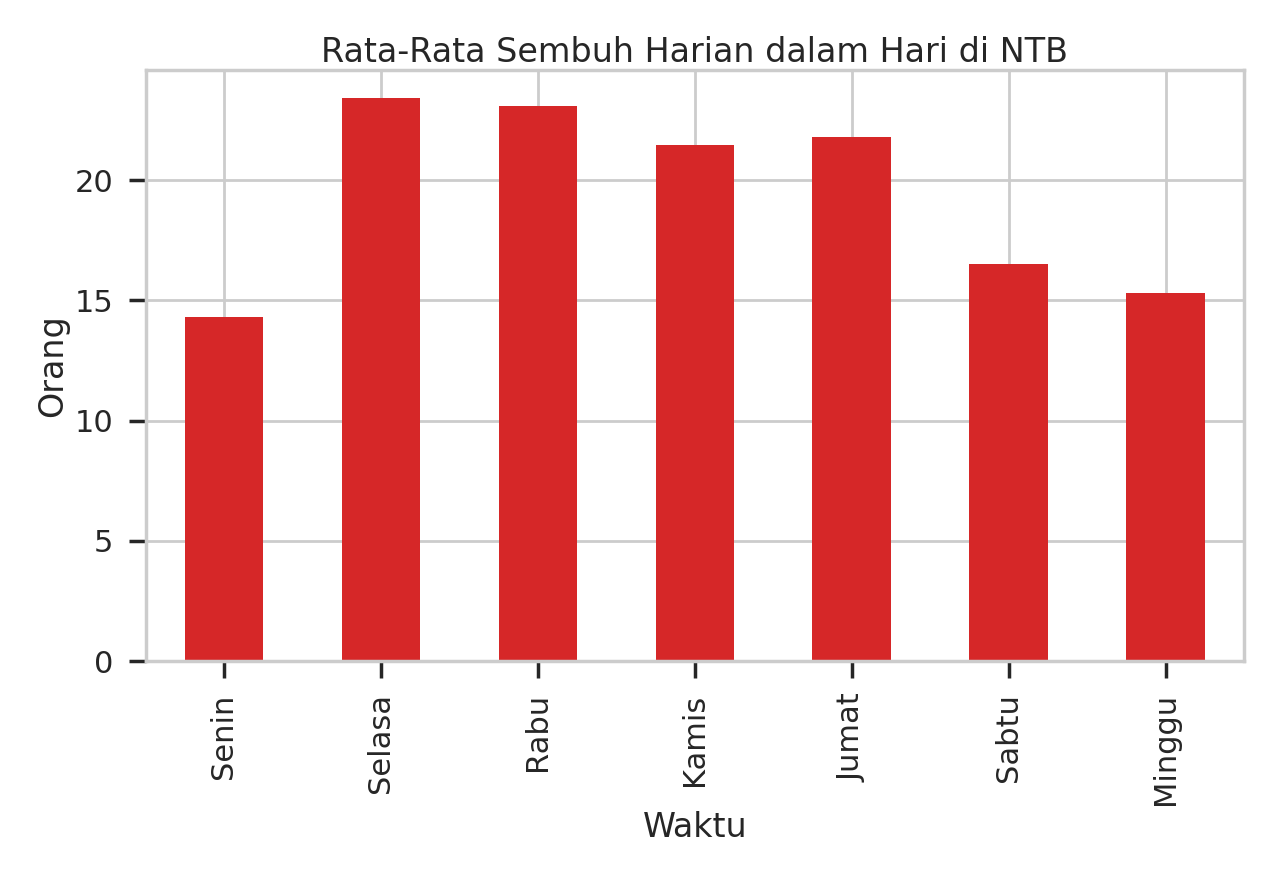 Rata-Rata Sembuh Harian dalam Hari di NTB
Orang
20
15
10
5
0
Senin
Selasa
Rabu
Kamis
Jumat
Sabtu
Minggu
Waktu